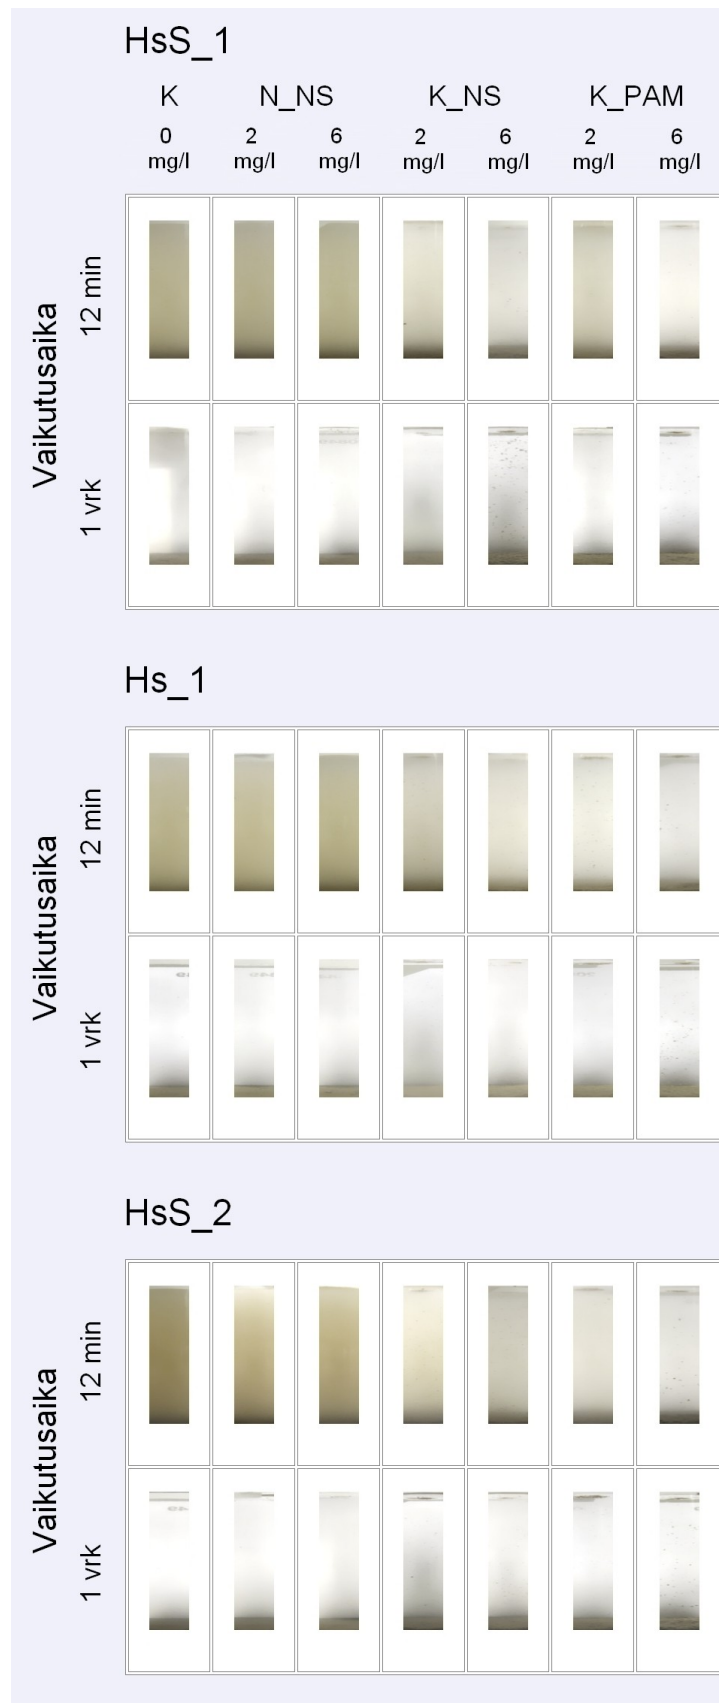 HsS_1
K N_NS K_NS K_PAM
0 2 6 2 6 2 6
mg/l mg/l mg/l mg/l mg/l mg/l mg/l
Vaikutusaika
12 min
1 vrk
Hs_1
Vaikutusaika
12 min
1 vrk
HsS_2
Vaikutusaika
12 min
1 vrk